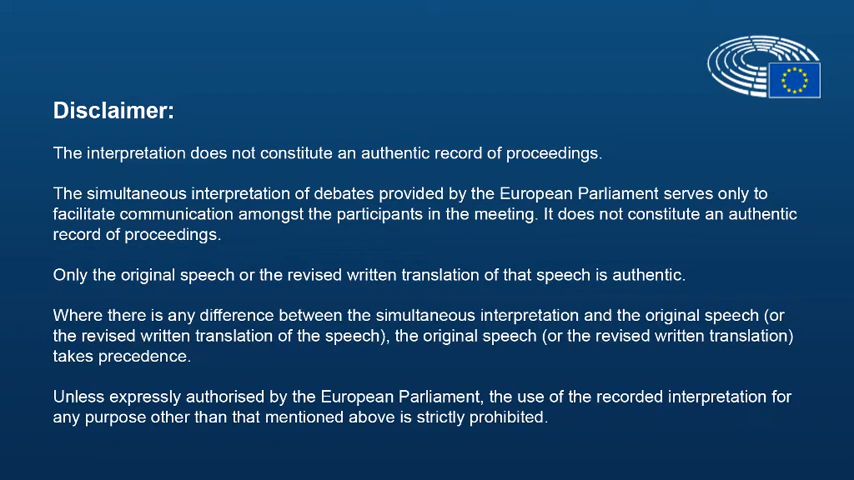 Disclaimer:
The interpretation does not constitute an authentic record of proceedings.
The simultaneous interpretation of debates provided by the European Parliament serves only to
facilitate communication amongst the participants in the meeting. It does not constitute an authentic
record of proceedings.
Only the original speech or the revised written translation of that speech is authentic.
Where there is any difference between the simultaneous interpretation and the original speech (or
the revised written translation of the speech), the original speech (or the revised written translation)
takes precedence.
Unless expressly authorised by the European Parliament, the use of the recorded interpretation for
any purpose other than that mentioned above is strictly prohibited.